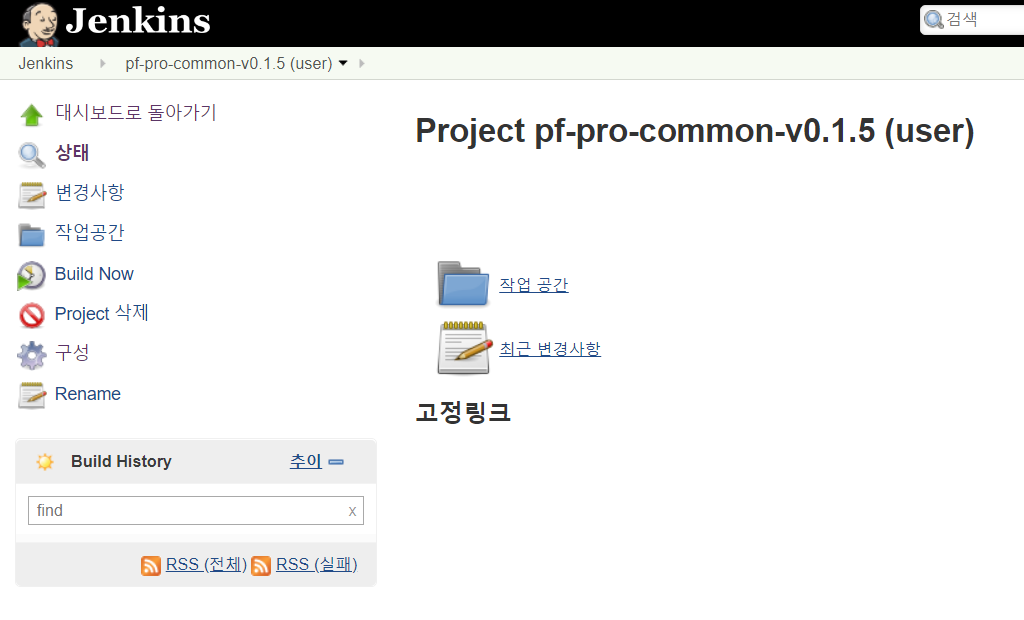 Jenkins
검색
Jenkins pf-pro-common-v0.1.5 (user)
대시보드로 돌아가기
상태
변경사항
작업공간
Build Now
Project 삭제
구성
Rename
Build History 추이
find x
RSS (전체) RSS (실패)
Project pf-pro-common-v0.1.5 (user)
작업 공간
최근 변경사항
고정링크